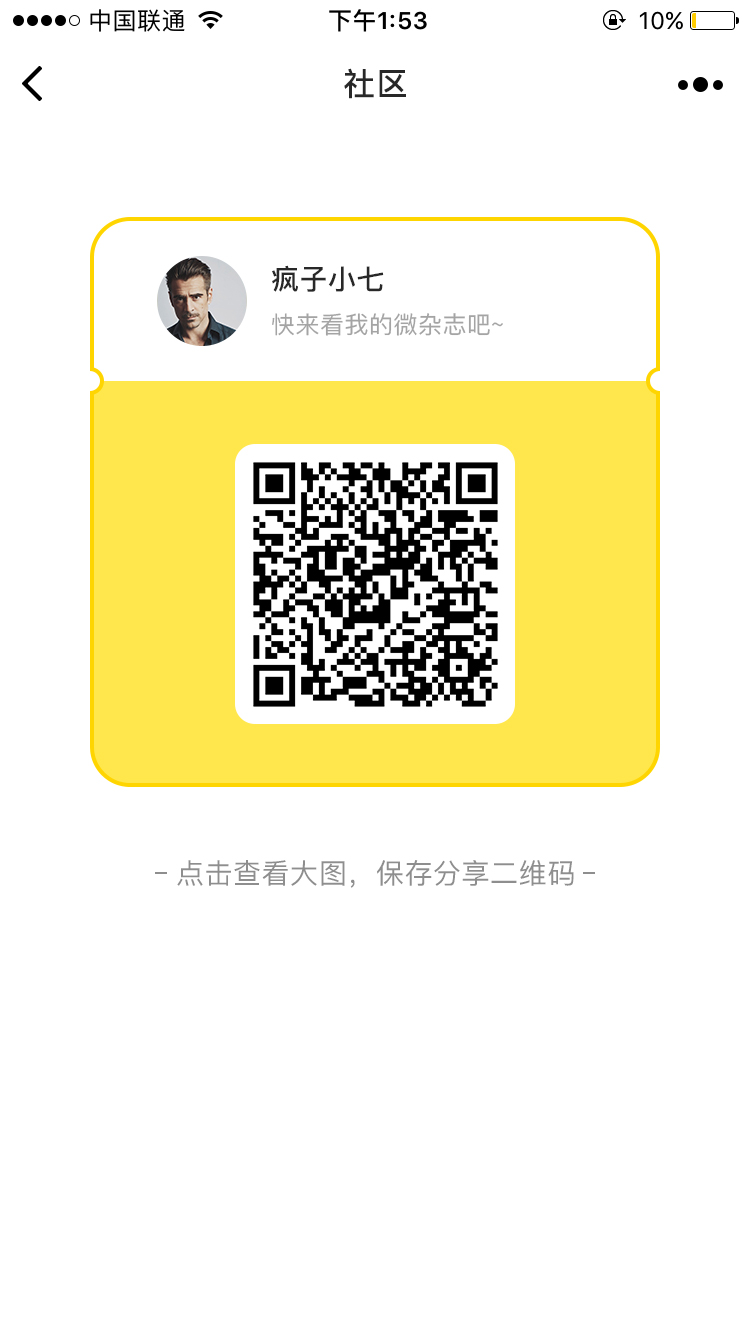 中国联通 下午1:53 10%
社区
疯子小七
快来看我的微杂志吧~
- 点击查看大图，保存分享二维码 -